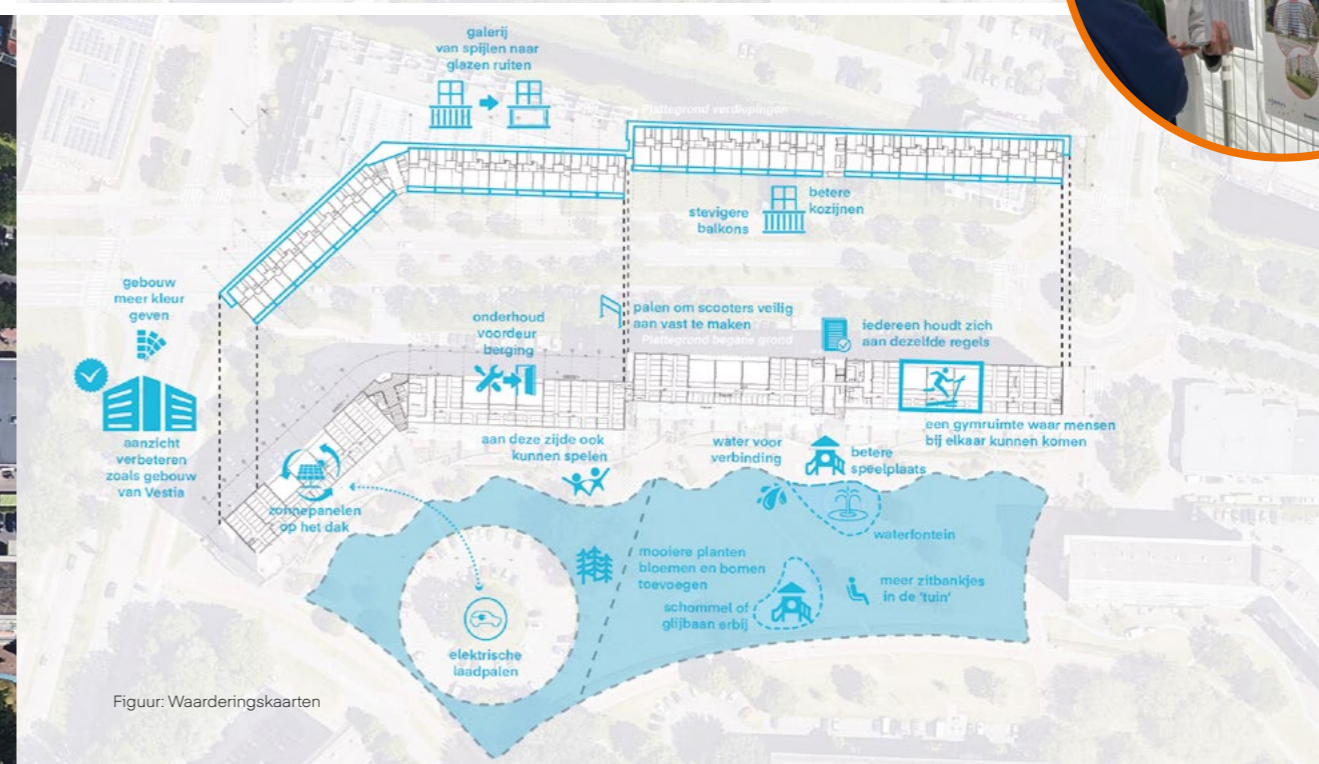 galerij
van spijlen naar
glazen ruiten
Plattegrond verdiepingen
stevigere
balkons
betere
kozijnen
gebouw
meer kleur
geven
onderhoud
voordeur
berging
palen om scooters veilig
aan vast te maken
Plattegrond begane grond
iedereen houdt zich
aan dezelfde regels
aanzicht
verbeteren
zoals gebouw
van Vestia
zonnepanelen
op het dak
aan deze zijde ook
kunnen spelen
water voor
verbinding
betere
speelplaats
een gymruimte waar mensen
bij elkaar kunnen komen
waterfontein
mooiere planten
bloemen en bomen
toevoegen
schommel of
glijbaan erbij
meer zitbankjes
in de 'tuin'
elektrische
laadpalen
Figuur: Waarderingskaarten